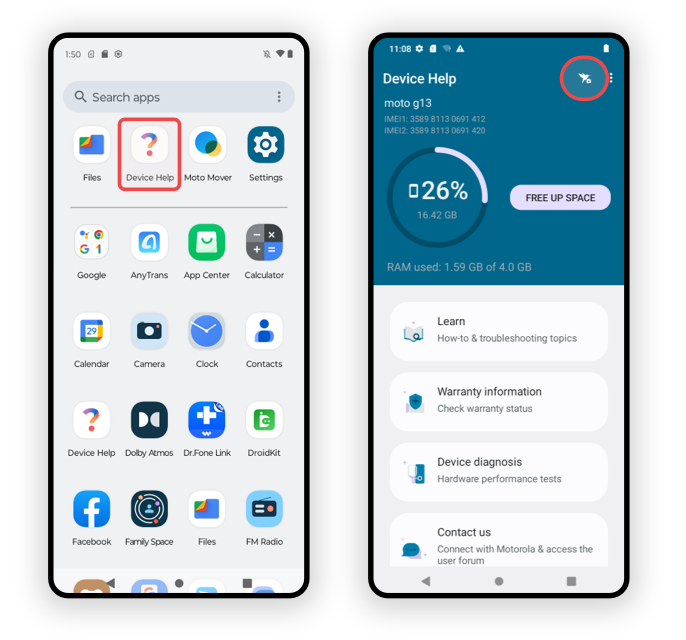 1:50
Search apps
Files
Device Help
Moto Mover
Settings
Google
AnyTrans
App Center
Calculator
29
Calendar
Camera
Clock
Contacts
Device Help
Dolby Atmos
Dr.Fone Link
DroidKit
Facebook
Family Space
Files
FM Radio
11:08
Device Help
moto g13
IMEI1: 3589 8113 0691 412
IMEI2: 3589 8113 0691 420
26%
16.42 GB
FREE UP SPACE
RAM used: 1.59 GB of 4.0 GB
Learn
How-to & troubleshooting topics
Warranty information
Check warranty status
Device diagnosis
Hardware performance tests
Contact us
Connect with Motorola & access the
user forum